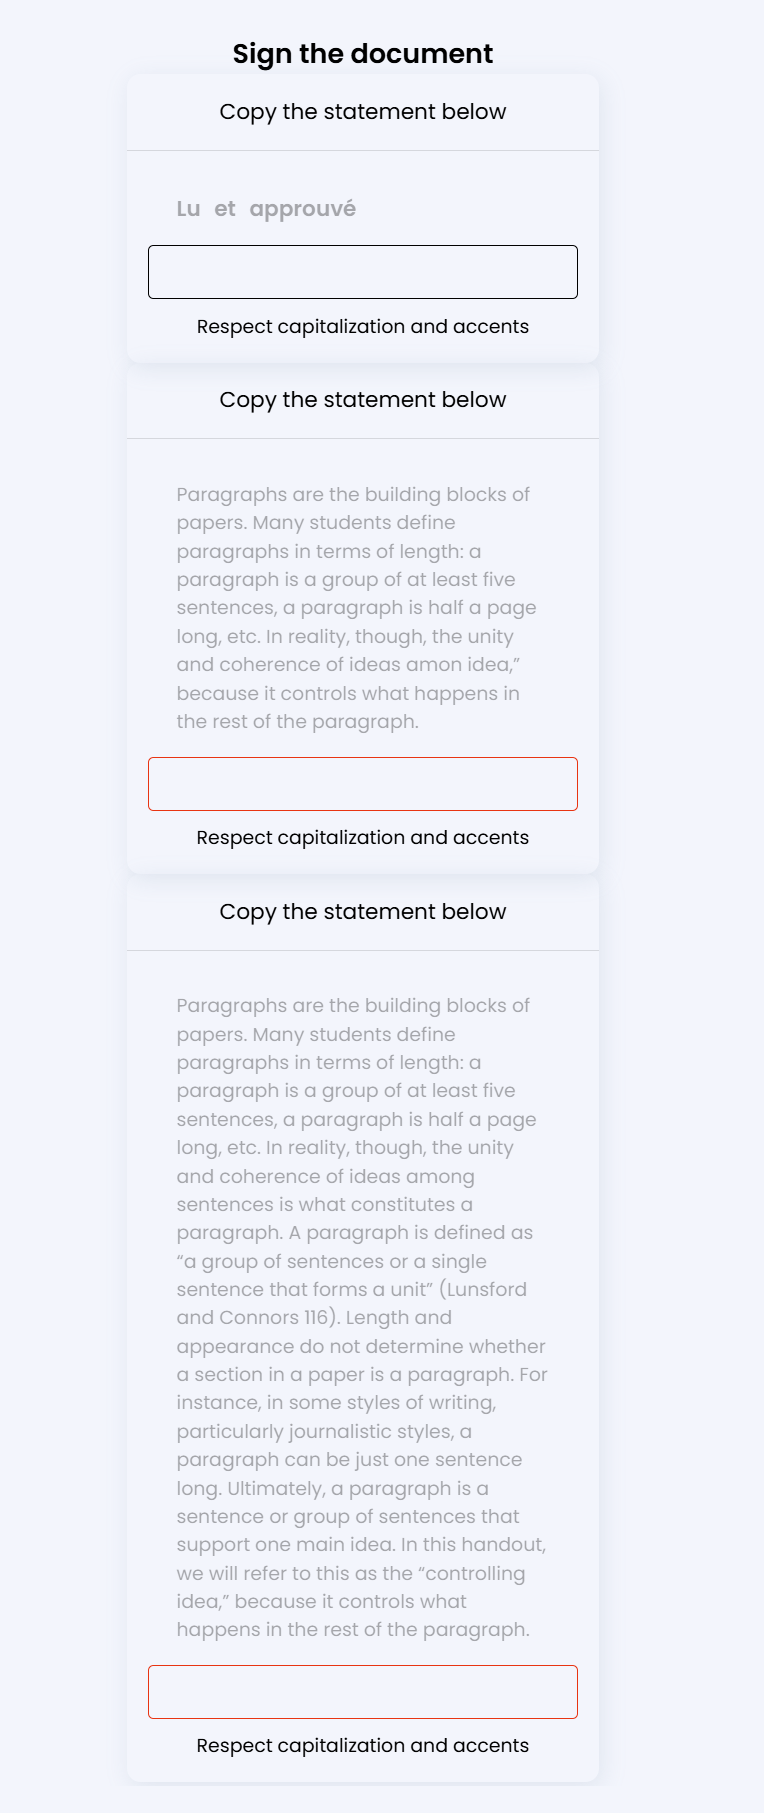 Sign the document
Copy the statement below
Lu et approuvé
Respect capitalization and accents
Copy the statement below
Paragraphs are the building blocks of
papers. Many students define
paragraphs in terms of length: a
paragraph is a group of at least five
sentences, a paragraph is half a page
long, etc. In reality, though, the unity
and coherence of ideas amon idea,”
because it controls what happens in
the rest of the paragraph.
Respect capitalization and accents
Copy the statement below
Paragraphs are the building blocks of
papers. Many students define
paragraphs in terms of length: a
paragraph is a group of at least five
sentences, a paragraph is half a page
long, etc. In reality, though, the unity
and coherence of ideas among
sentences is what constitutes a
paragraph. A paragraph is defined as
“a group of sentences or a single
sentence that forms a unit” (Lunsford
and Connors 116). Length and
appearance do not determine whether
a section in a paper is a paragraph. For
instance, in some styles of writing,
particularly journalistic styles, a
paragraph can be just one sentence
long. Ultimately, a paragraph is a
sentence or group of sentences that
support one main idea. In this handout,
we will refer to this as the “controlling
idea,” because it controls what
happens in the rest of the paragraph.
Respect capitalization and accents